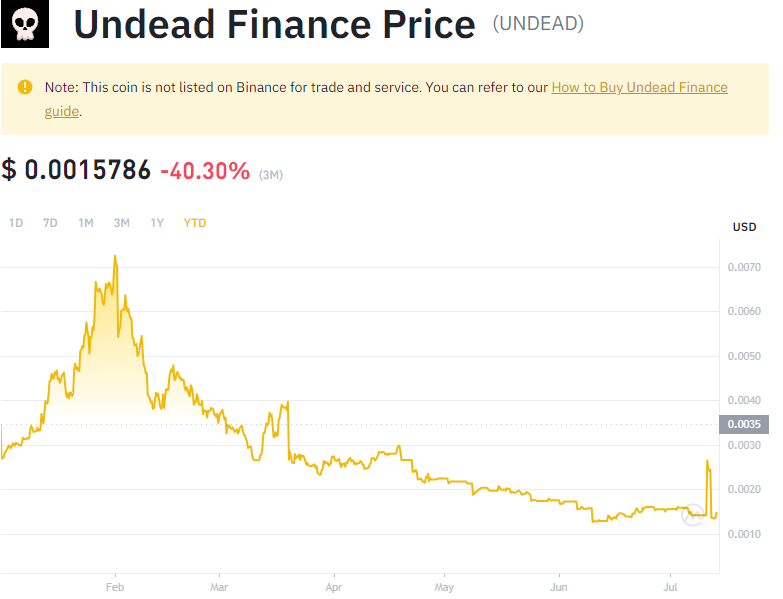 Undead Finance Price (UNDEAD)
Note: This coin is not listed on Binance for trade and service. You can refer to our How to Buy Undead Finance
guide.
$ 0.0015786 -40.30% (3M)
1D 7D 1M 3M 1Y YTD
USD
0.0070
0.0060
0.0050
0.0040
0.0035
0.0030
0.0020
0.0010
Feb Mar Apr May Jun Jul